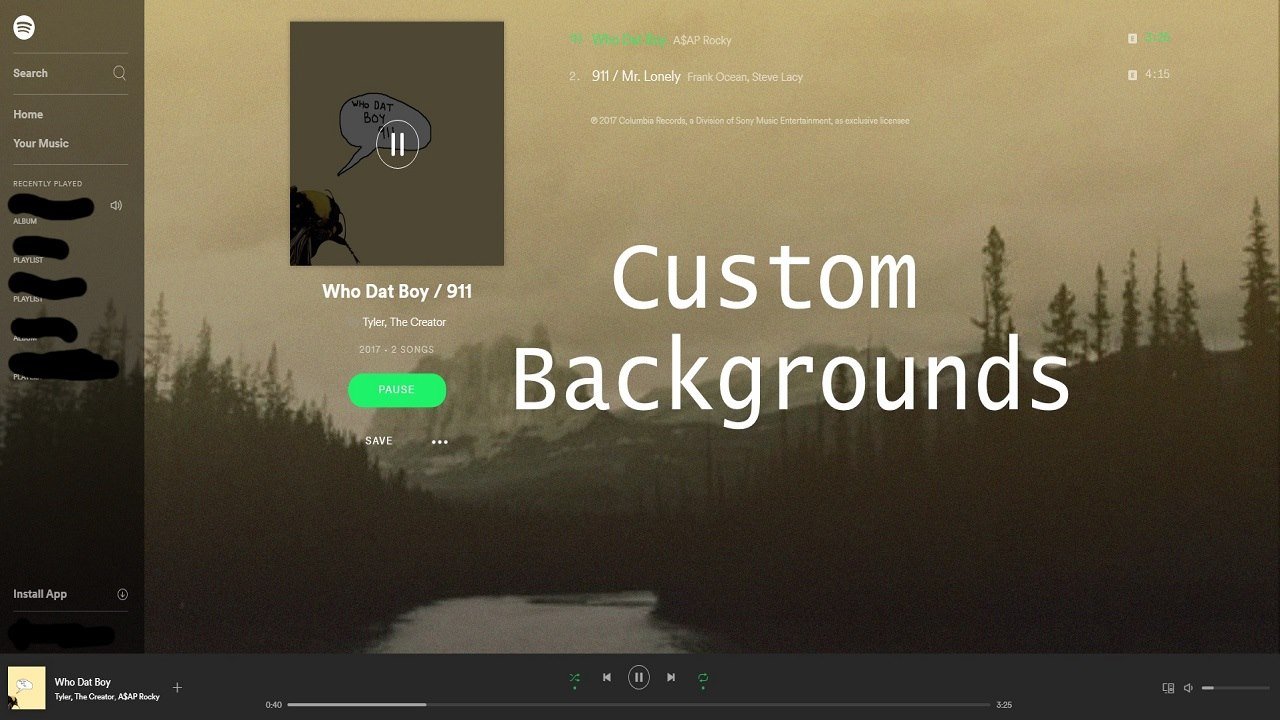 Search
Home
Your Music
RECENTLY PLAYED
ALBUM
PLAYLIST
PLAYLIST
ALBUM
Install App
WHO DAT
BOY
Who Dat Boy / 911
Tyler, The Creator
2017 • 2 SONGS
PAUSE
SAVE
Who Dat Boy A$AP Rocky E 3:25
2. 911 / Mr. Lonely Frank Ocean, Steve Lacy E 4:15
℗ 2017 Columbia Records, a Division of Sony Music Entertainment, as exclusive licensee
Custom
Backgrounds
Who Dat Boy
Tyler, The Creator, A$AP Rocky
0:40
3:25